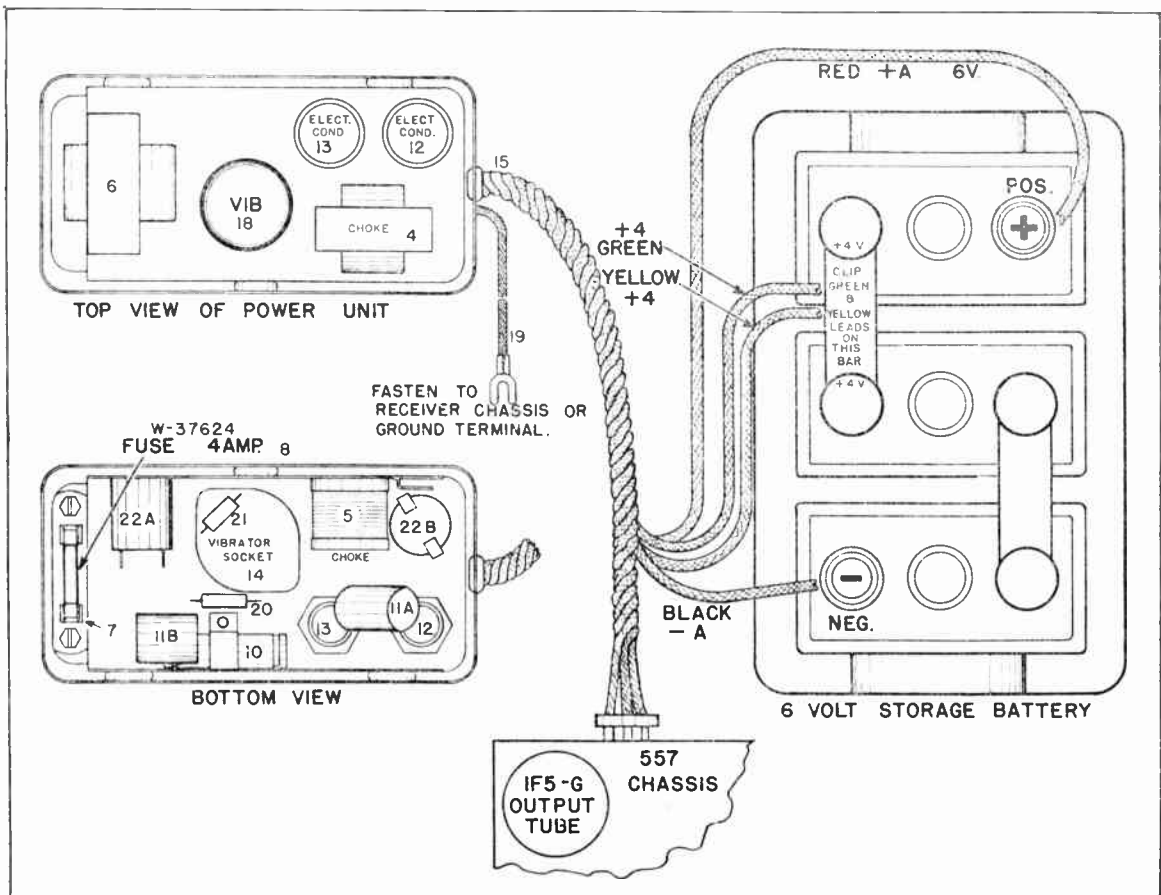 RED +A 6V.
ELECT.
COND
13
ELECT
COND.
12
15
6
VIB
18
CHOKE 4
POS.
+
+4
GREEN
YELLOW
+4
+4 V
CLIP
GREEN
&
YELLOW
LEADS
ON
THIS
BAR
+4 V
TOP VIEW OF POWER UNIT
19
FASTEN TO
RECEIVER CHASSIS OR
GROUND TERMINAL.
W-37624
FUSE 4AMP. 8
22A
21
VIBRATOR
SOCKET
14
5
CHOKE
22B
20
7
11B
10
13
11A
12
BOTTOM VIEW
BLACK
- A
-
NEG.
6 VOLT STORAGE BATTERY
557
CHASSIS
1F5-G
OUTPUT
TUBE